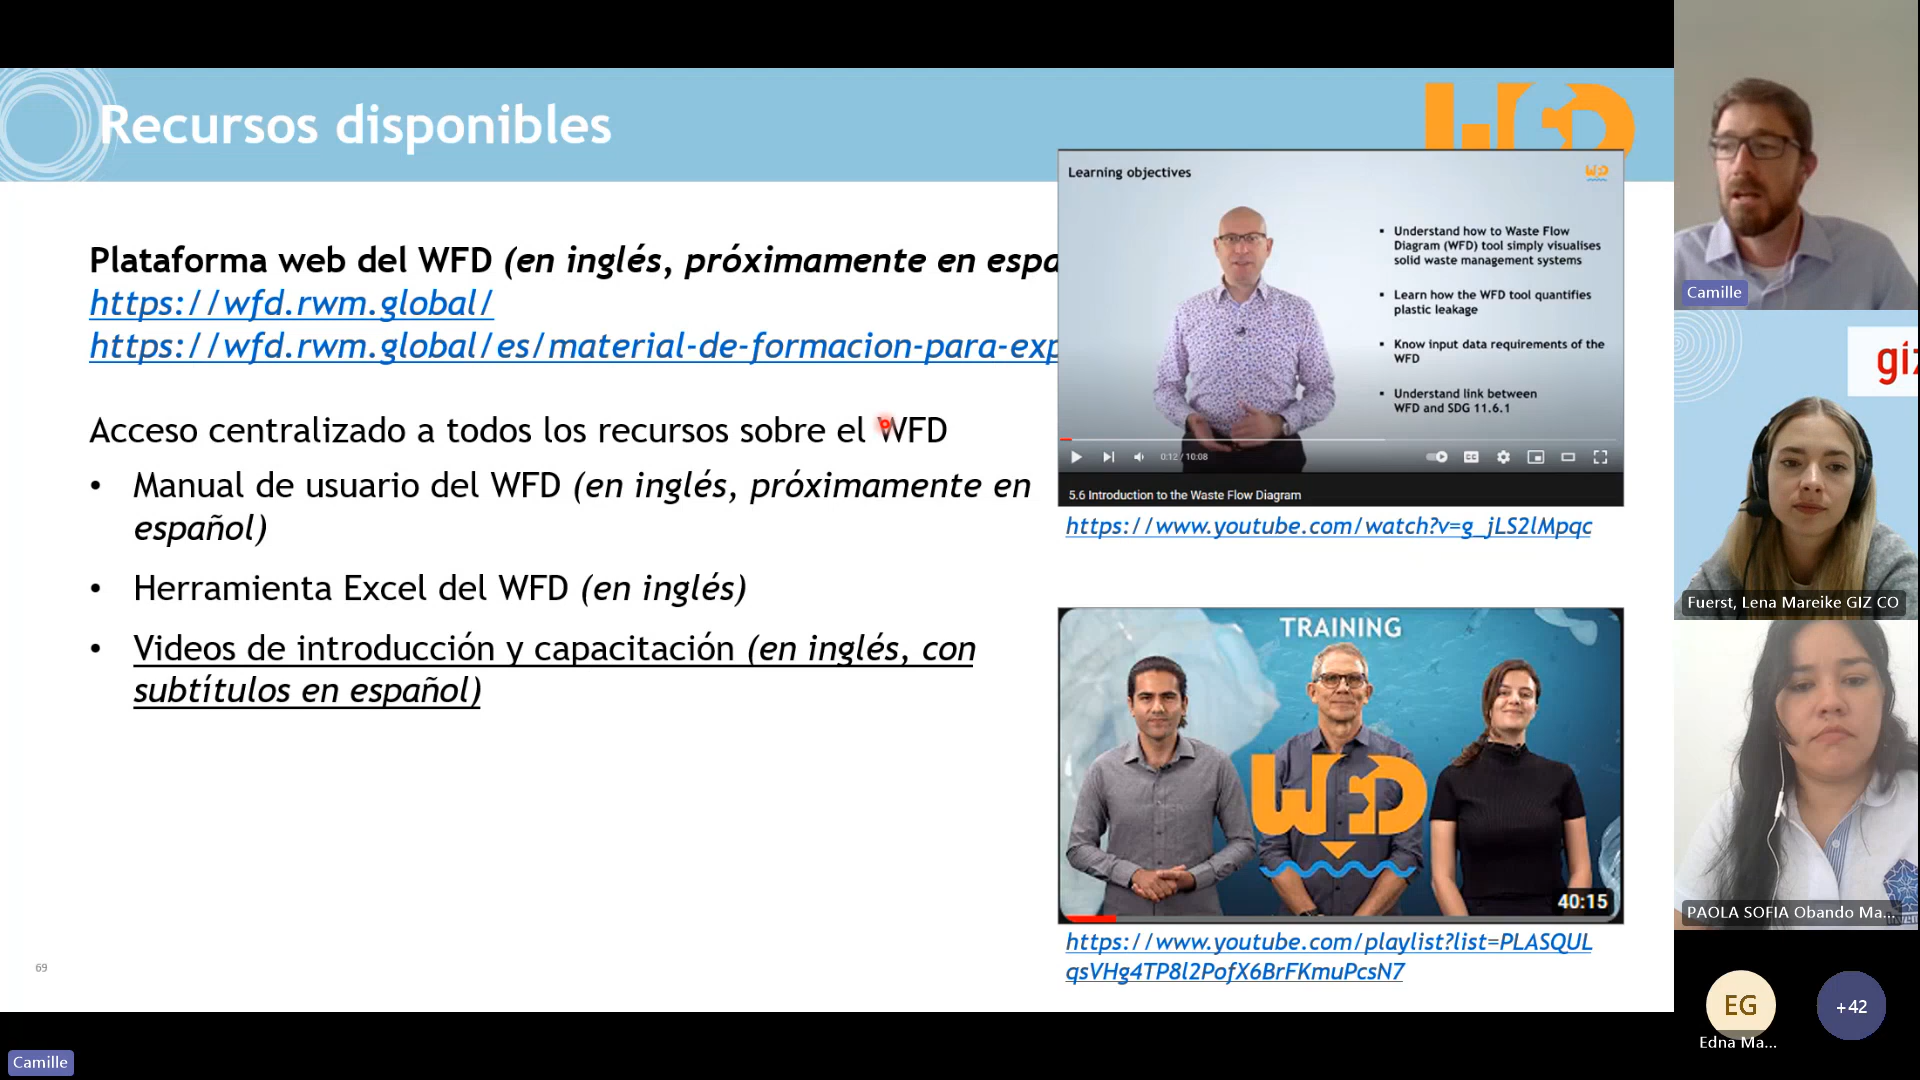 Recursos disponibles
WFD
Plataforma web del WFD (en inglés, próximamente en espa
https://wfd.rwm.global/
https://wfd.rwm.global/es/material-de-formacion-para-exp
Acceso centralizado a todos los recursos sobre el WFD
• Manual de usuario del WFD (en inglés, próximamente en
español)
• Herramienta Excel del WFD (en inglés)
• Videos de introducción y capacitación (en inglés, con
subtítulos en español)
69
Learning objectives
WFD
▪ Understand how to Waste Flow
Diagram (WFD) tool simply visualises
solid waste management systems
▪ Learn how the WFD tool quantifies
plastic leakage
▪ Know input data requirements of the
WFD
▪ Understand link between
WFD and SDG 11.6.1
0:12 / 10:08
CC
5.6 Introduction to the Waste Flow Diagram
https://www.youtube.com/watch?v=g_jLS2lMpqc
TRAINING
WFD
40:15
https://www.youtube.com/playlist?list=PLASQUL
qsVHg4TP8l2PofX6BrFKmuPcsN7
Camille
giz
Fuerst, Lena Mareike GIZ CO
PAOLA SOFIA Obando Ma...
EG
+42
Edna Ma...
Camille